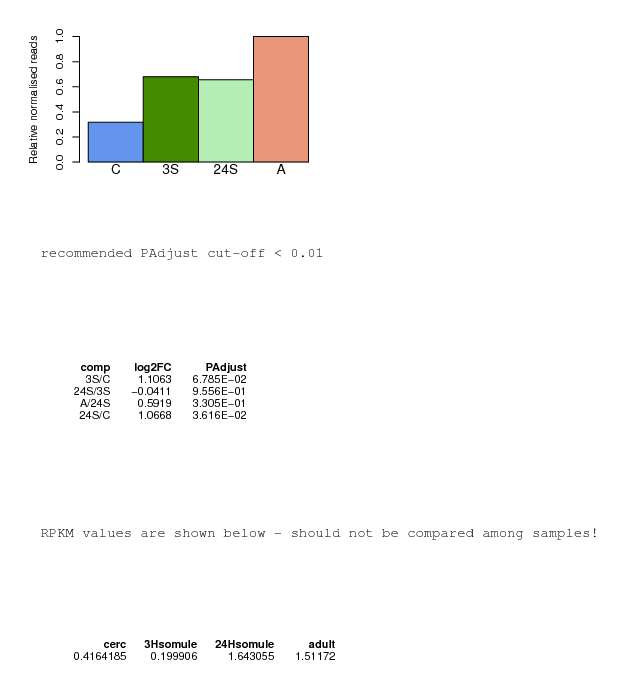 Relative normalised reads
1.0
0.8
0.6
0.4
0.2
0.0
C 3S 24S A
recommended PAdjust cut-off < 0.01
comp log2FC PAdjust
3S/C 1.1063 6.785E−02
24S/3S −0.0411 9.556E−01
A/24S 0.5919 3.305E−01
24S/C 1.0668 3.616E−02
RPKM values are shown below - should not be compared among samples!
cerc 3Hsomule 24Hsomule adult
0.4164185 0.199906 1.643055 1.51172